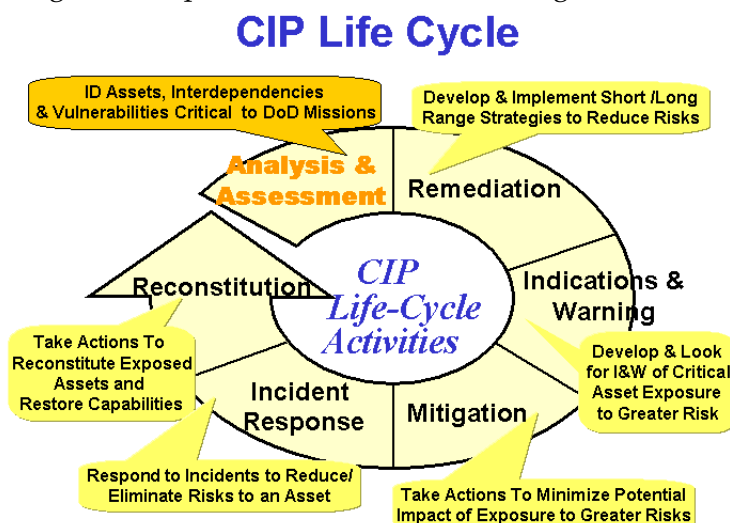 CIP Life Cycle
ID Assets, Interdependencies
& Vulnerabilities Critical to DoD Missions
Develop & Implement Short /Long
Range Strategies to Reduce Risks
Analysis &
Assessment
Remediation
Indications &
Warning
Develop & Look
for I&W of Critical
Asset Exposure
to Greater Risk
Mitigation
Take Actions To Minimize Potential
Impact of Exposure to Greater Risks
Incident
Response
Respond to Incidents to Reduce/
Eliminate Risks to an Asset
Reconstitution
Take Actions To
Reconstitute Exposed
Assets and
Restore Capabilities
CIP
Life-Cycle
Activities